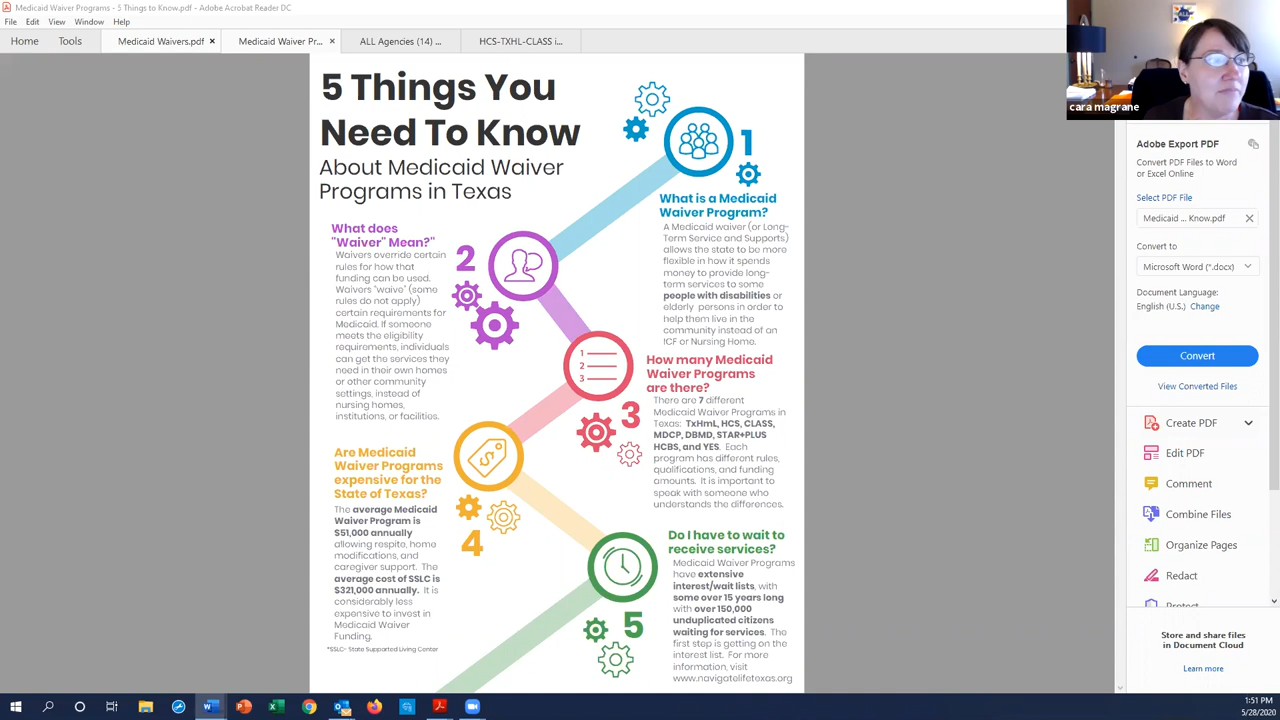 Medicaid Waiver Programs - 5 Things to Know.pdf - Adobe Acrobat Reader DC
File Edit View Window Help
Home Tools Medicaid Waivers.pdf × Medicaid Waiver Pr... × ALL Agencies (14) ... HCS-TXHL-CLASS i...
ALL
cara magrane
5 Things You
Need To Know
About Medicaid Waiver
Programs in Texas
1
What is a Medicaid
Waiver Program?
A Medicaid waiver (or Long-
Term Service and Supports)
allows the state to be more
flexible in how it spends
money to provide long-
term services to some
people with disabilities or
elderly persons in order to
help them live in the
community instead of an
ICF or Nursing Home.
What does
"Waiver" Mean?"
2
Waivers override certain
rules for how that
funding can be used.
Waivers "waive" (some
rules do not apply)
certain requirements for
Medicaid. If someone
meets the eligibility
requirements, individuals
can get the services they
need in their own homes
or other community
settings, instead of
nursing homes,
institutions, or facilities.
1
2
3
How many Medicaid
Waiver Programs
are there?
3
There are 7 different
Medicaid Waiver Programs in
Texas: TxHmL, HCS, CLASS,
MDCP, DBMD, STAR+PLUS
HCBS, and YES. Each
program has different rules,
qualifications, and funding
amounts. It is important to
speak with someone who
understands the differences.
Are Medicaid
Waiver Programs
expensive for the
State of Texas?
$
4
The average Medicaid
Waiver Program is
$51,000 annually
allowing respite, home
modifications, and
caregiver support. The
average cost of SSLC is
$321,000 annually. It is
considerably less
expensive to invest in
Medicaid Waiver
Funding.
*SSLC- State Supported Living Center
Do I have to wait to
receive services?
5
Medicaid Waiver Programs
have extensive
interest/wait lists, with
some over 15 years long
with over 150,000
unduplicated citizens
waiting for services. The
first step is getting on the
interest list. For more
information, visit
www.navigatelifetexas.org
Adobe Export PDF
Convert PDF Files to Word
or Excel Online
Select PDF File
Medicaid ... Know.pdf ×
Convert to
Microsoft Word (*.docx)
Document Language:
English (U.S.) Change
Convert
View Converted Files
Create PDF
Edit PDF
Comment
Combine Files
Organize Pages
Redact
Protect
Store and share files
in Document Cloud
Learn more
1:51 PM
5/28/2020